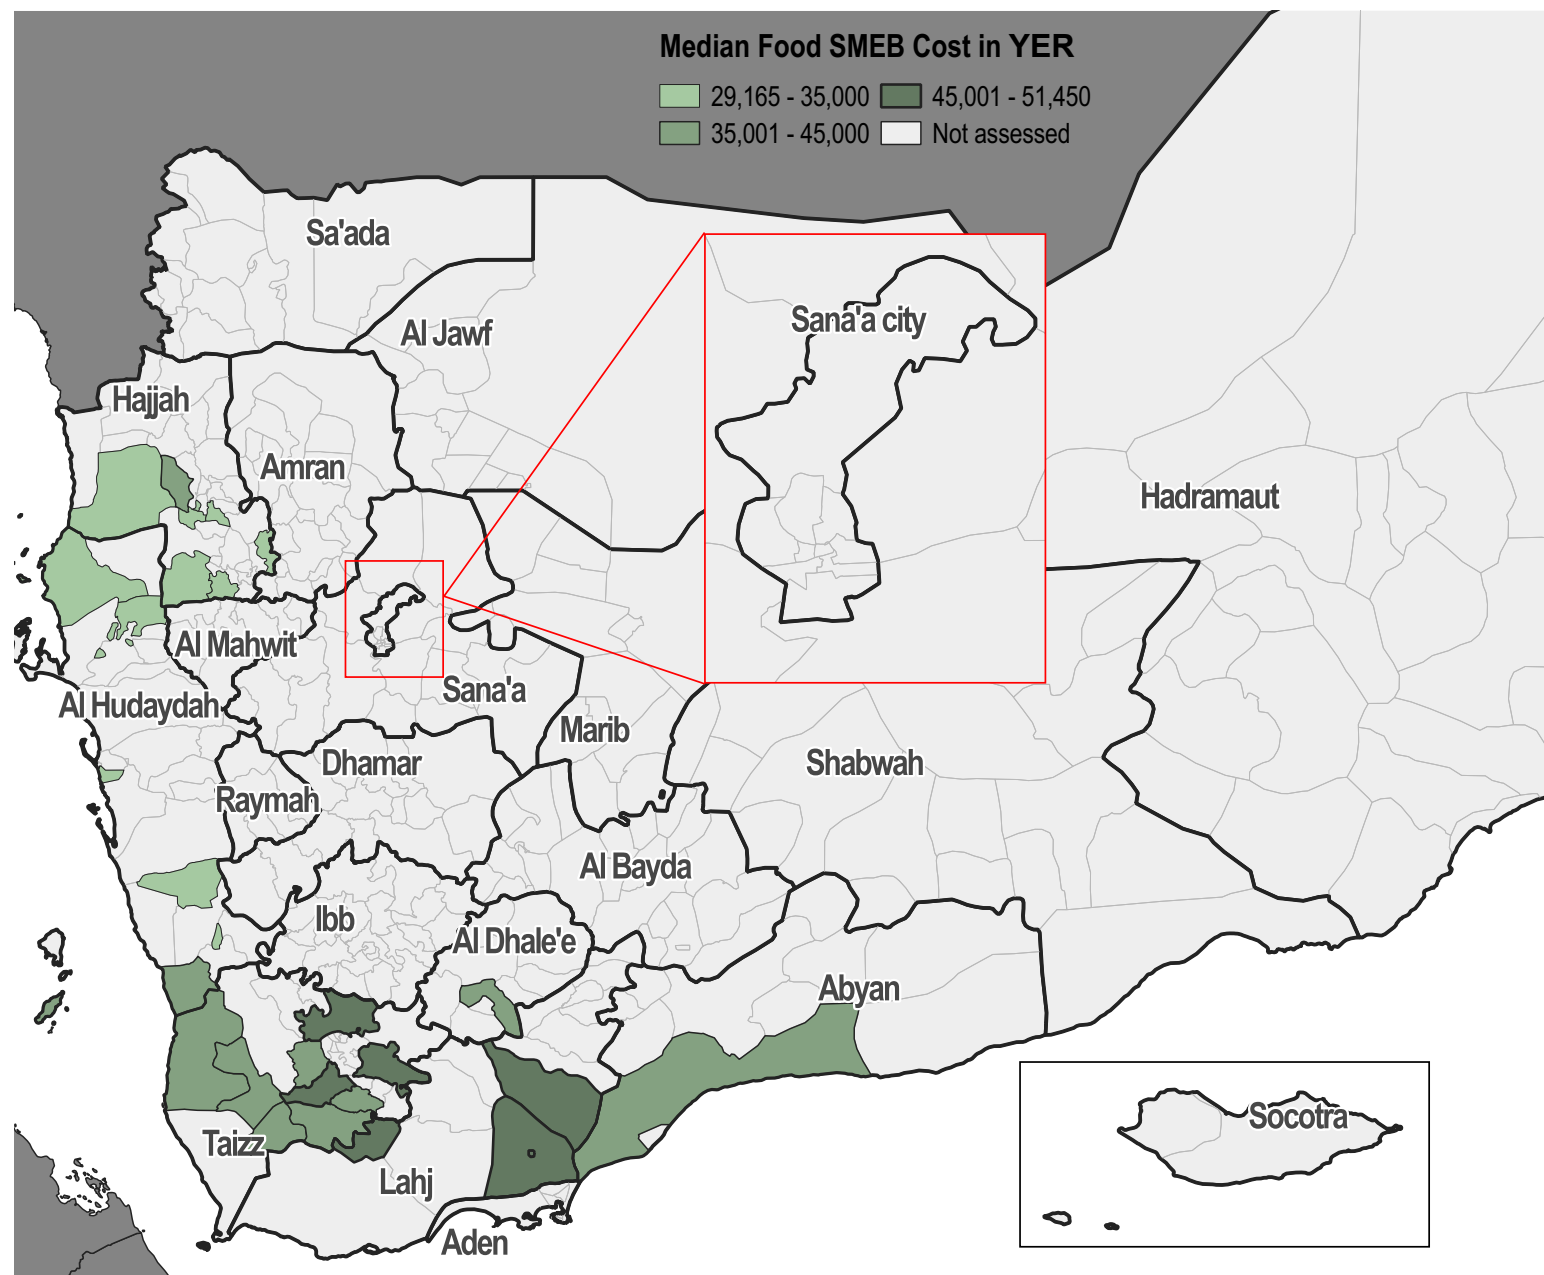 Median Food SMEB Cost in YER
29,165 - 35,000
45,001 - 51,450
35,001 - 45,000
Not assessed
Sa'ada
Al Jawf
Sana'a city
Hajjah
Amran
Hadramaut
Al Mahwit
Sana'a
Al Hudaydah
Marib
Dhamar
Shabwah
Raymah
Al Bayda
Ibb
Al Dhale'e
Abyan
Socotra
Taizz
Lahj
Aden